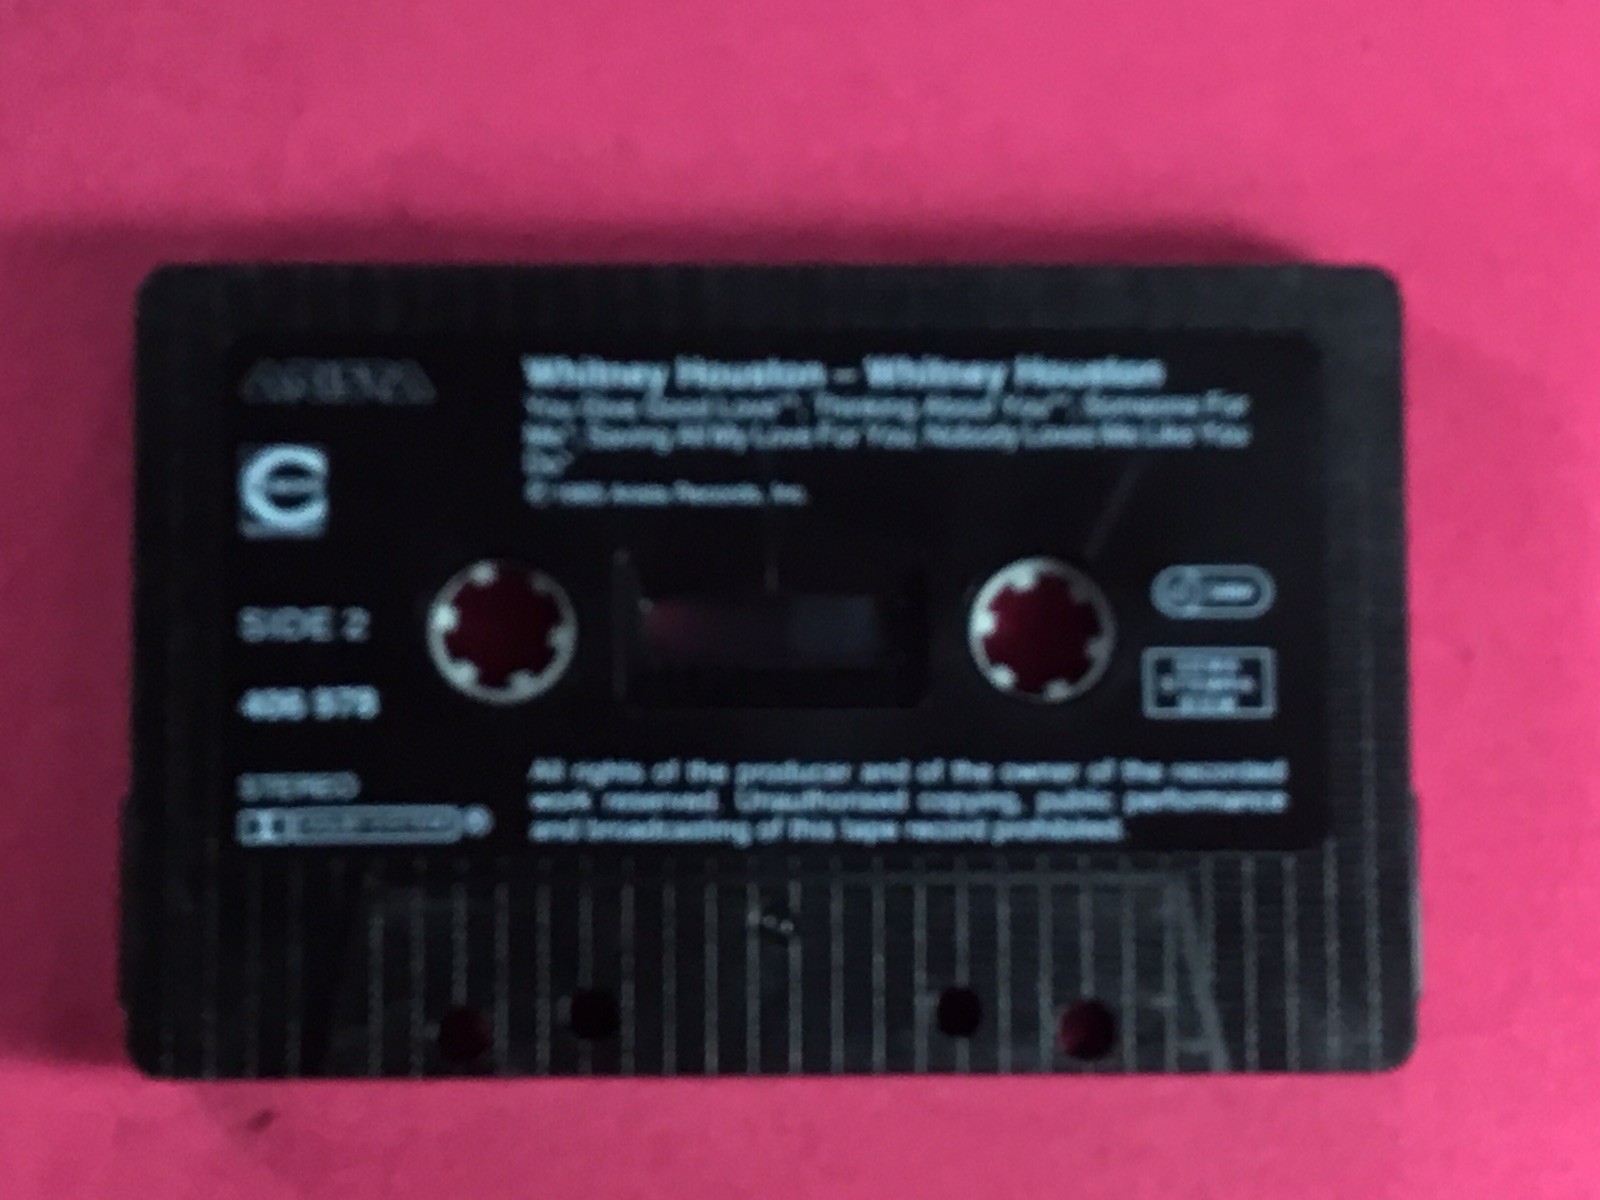 ARISTA
Whitney Houston – Whitney Houston
You Give Good Love; Thinking About You; Someone For
Me; Saving All My Love For You; Nobody Loves Me Like You
Do
1985 Arista Records, Inc.
SIDE 2
STEREO
All rights of the producer and of the owner of the recorded
work reserved. Unauthorised copying, public performance
and broadcasting of this tape record prohibited.